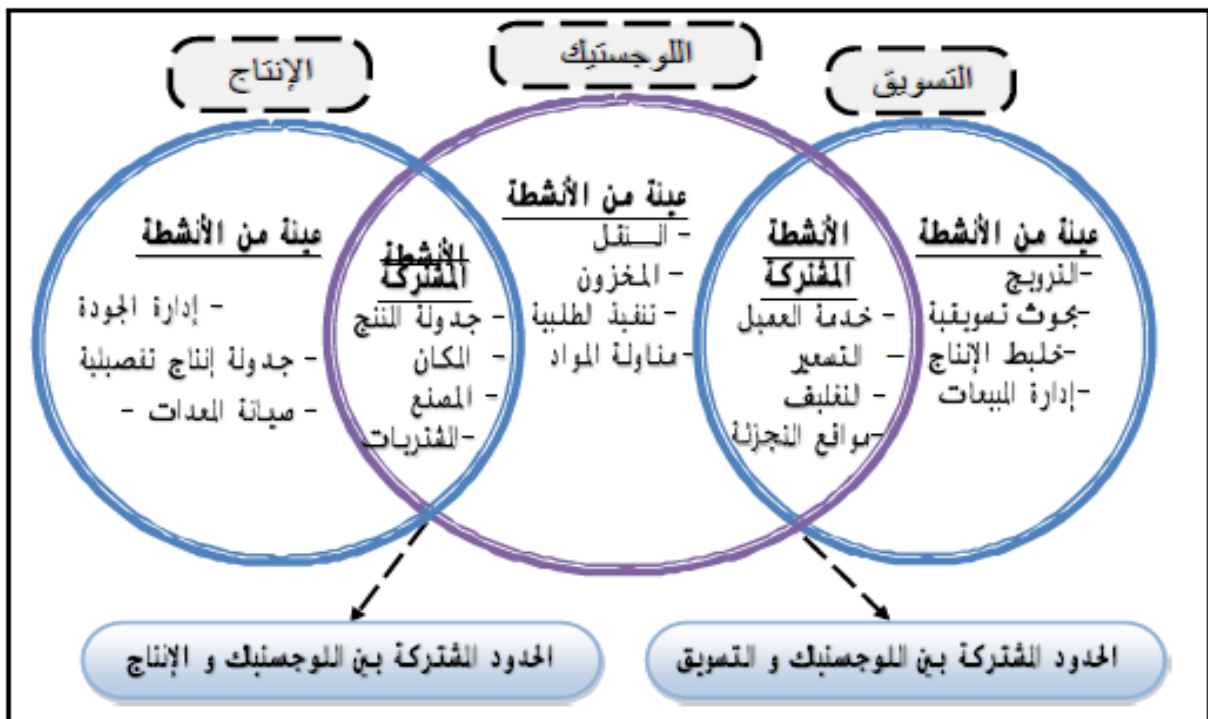 التسويق
اللوجستيك
الإنتاج
عينة من الأنشطة
-الترويج
-بحوث تسويقية
-خليط الإنتاج
-إدارة المبيعات
الأنشطة
المشتركة
- خدمة العميل
- التسعير
- التغليف
-مواقع التجزئة
عينة من الأنشطة
- النقل
- المخزون
- تنفيذ الطلبية
- مناولة المواد
الأنشطة
المشتركة
- جدولة المنتج
- المكان
- المصنع
-المشتريات
عينة من الأنشطة
- إدارة الجودة
- جدولة إنتاج تفصيلية
- صيانة المعدات -
الحدود المشتركة بين اللوجستيك و التسويق
الحدود المشتركة بين اللوجستيك و الإنتاج